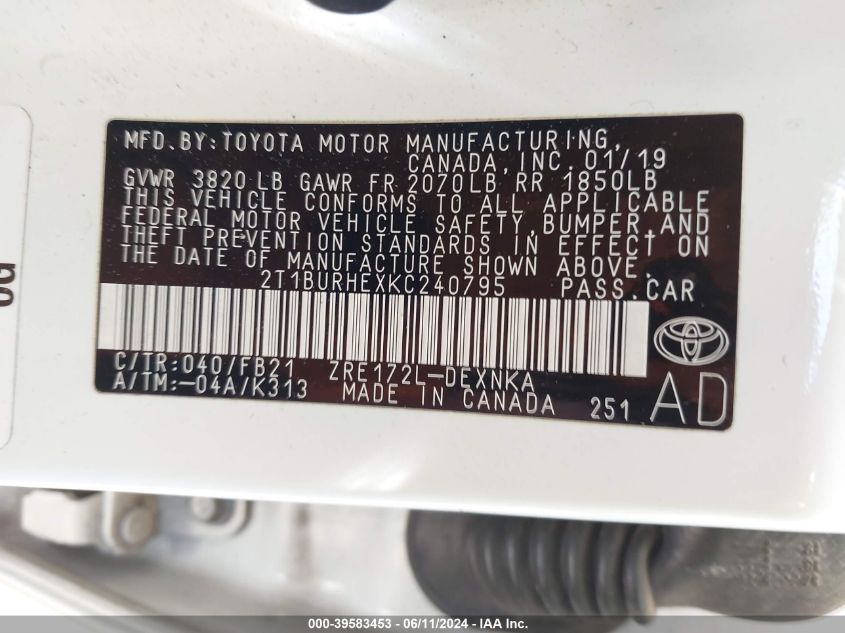 MFD.BY:TOYOTA MOTOR MANUFACTURING,
CANADA, INC. 01/19
GVWR 3820 LB GAWR FR 2070LB RR 1850LB
THIS VEHICLE CONFORMS TO ALL APPLICABLE
FEDERAL MOTOR VEHICLE SAFETY,BUMPER,AND
THEFT PREVENTION STANDARDS IN EFFECT ON
THE DATE OF MANUFACTURE SHOWN ABOVE.
2T1BURHEXKC240795 PASS.CAR
C/TR:040/FB21 ZRE172L-DEXNKA
A/TM:-04A/K313 MADE IN CANADA 251 AD
000-39583453 - 06/11/2024 - IAAI.com